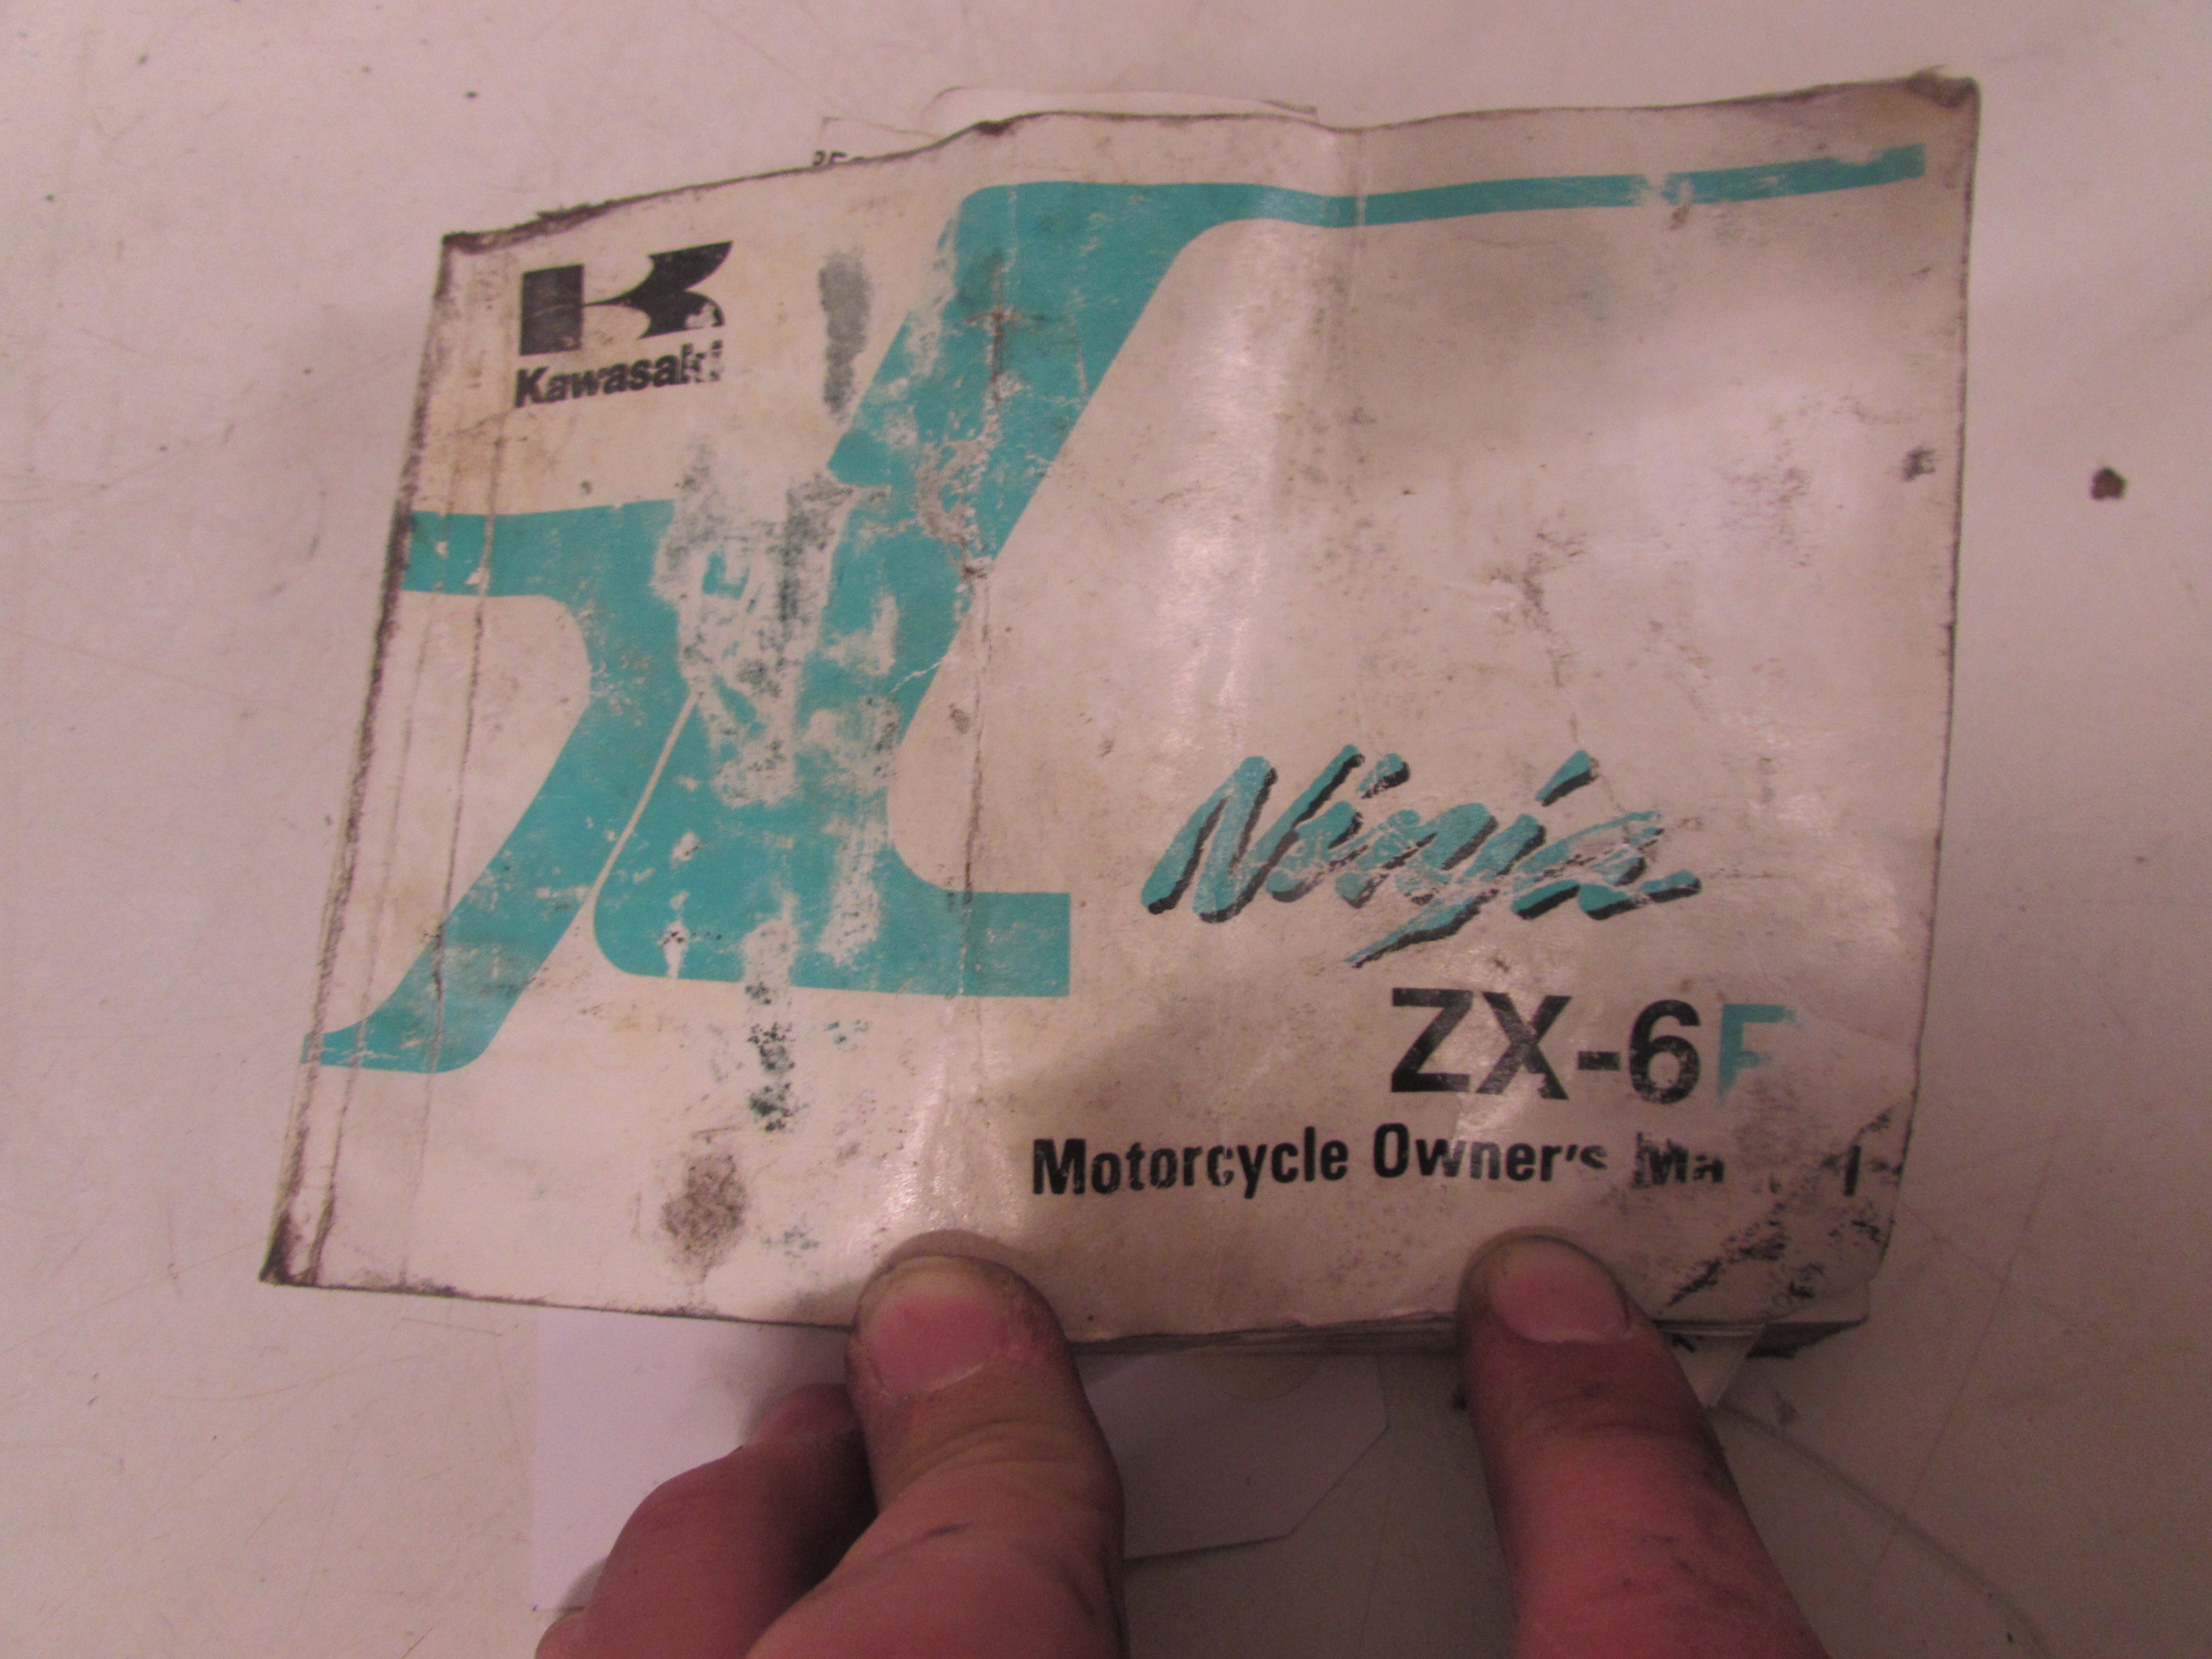 Kawasaki
Ninja
ZX-6
Motorcycle Owner's